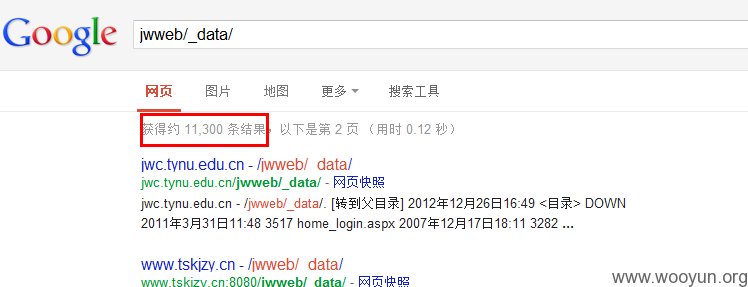 Google
jwweb/_data/
网页 图片 地图 更多 搜索工具
获得约 11,300 条结果，以下是第 2 页 （用时 0.12 秒）
jwc.tynu.edu.cn - /jwweb/_data/
jwc.tynu.edu.cn/jwweb/_data/ - 网页快照
jwc.tynu.edu.cn - /jwweb/_data/. [转到父目录] 2012年12月26日16:49 <目录> DOWN
2011年3月31日11:48 3517 home_login.aspx 2007年12月17日18:11 3282 ...
www.tskjzy.cn - /jwweb/_data/
www.tskjzy.cn:8080/jwweb/_data/ - 网页快照
www.wooyun.org